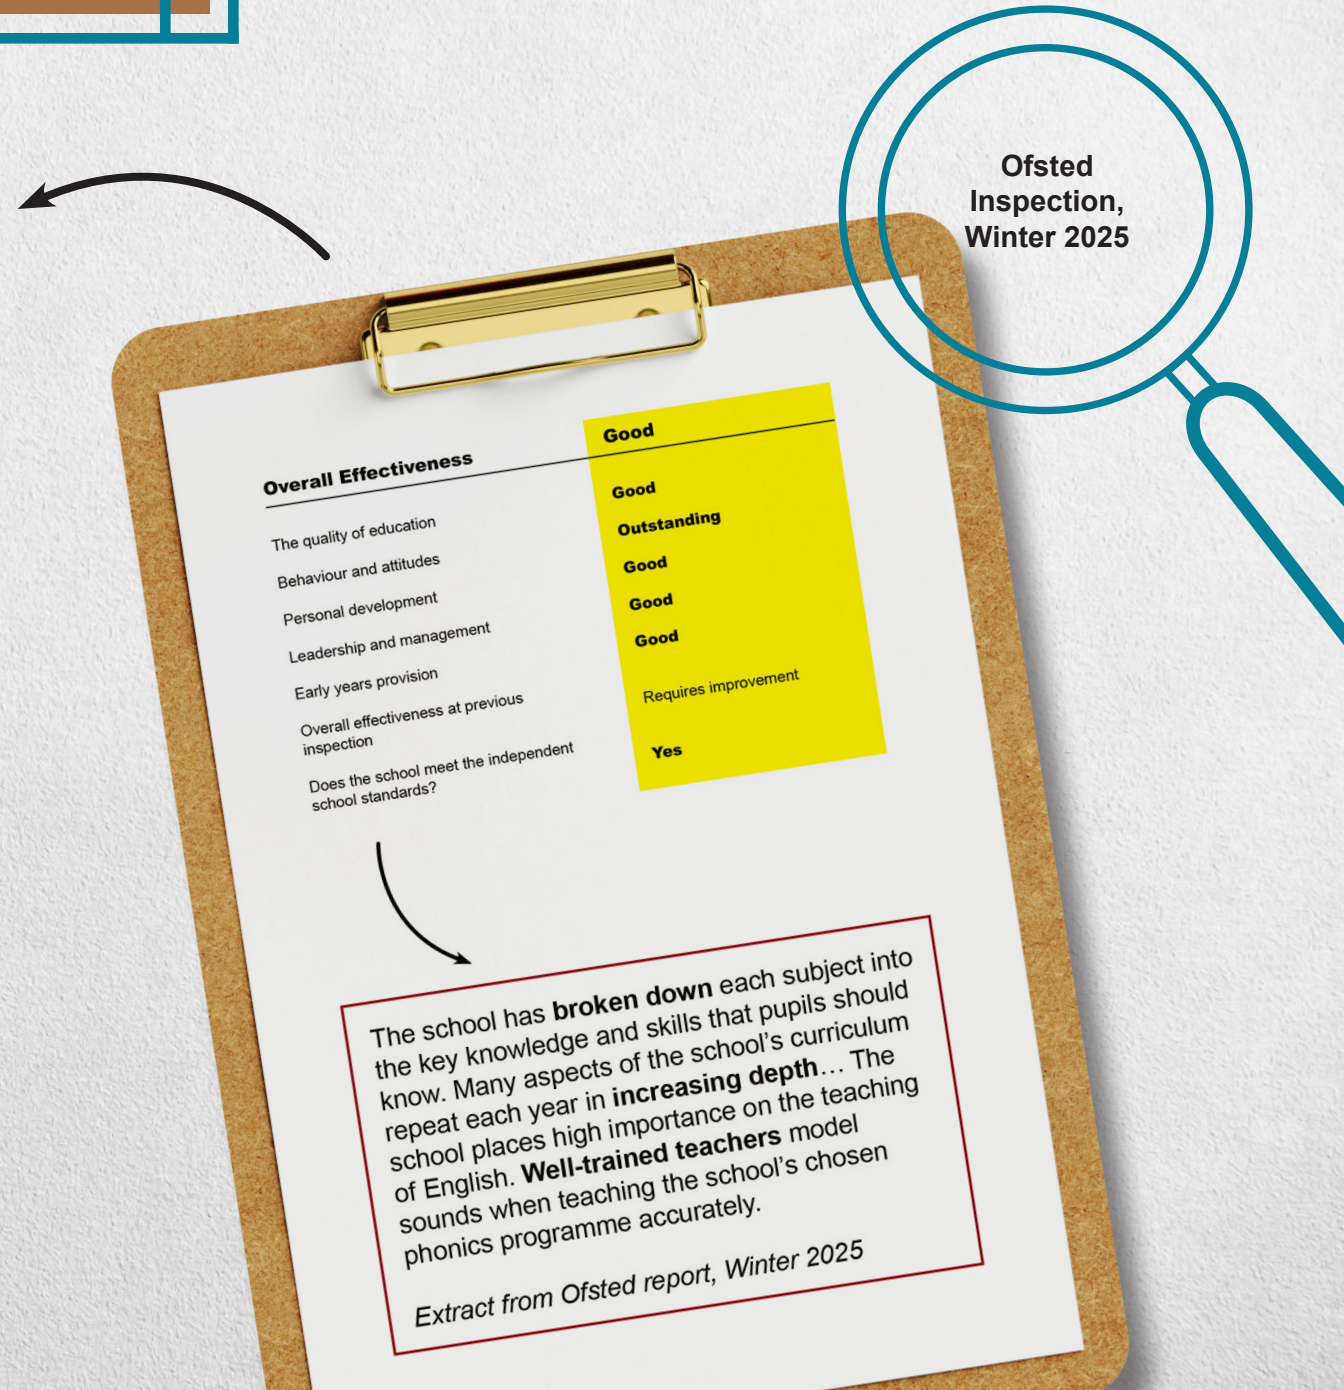 Ofsted
Inspection,
Winter 2025
Overall Effectiveness Good
The quality of education Good
Behaviour and attitudes Outstanding
Personal development Good
Leadership and management Good
Early years provision Good
Overall effectiveness at previous
inspection
Requires improvement
Does the school meet the independent
school standards?
Yes
The school has broken down each subject into
the key knowledge and skills that pupils should
know. Many aspects of the school’s curriculum
repeat each year in increasing depth… The
school places high importance on the teaching
of English. Well-trained teachers model
sounds when teaching the school’s chosen
phonics programme accurately.
Extract from Ofsted report, Winter 2025